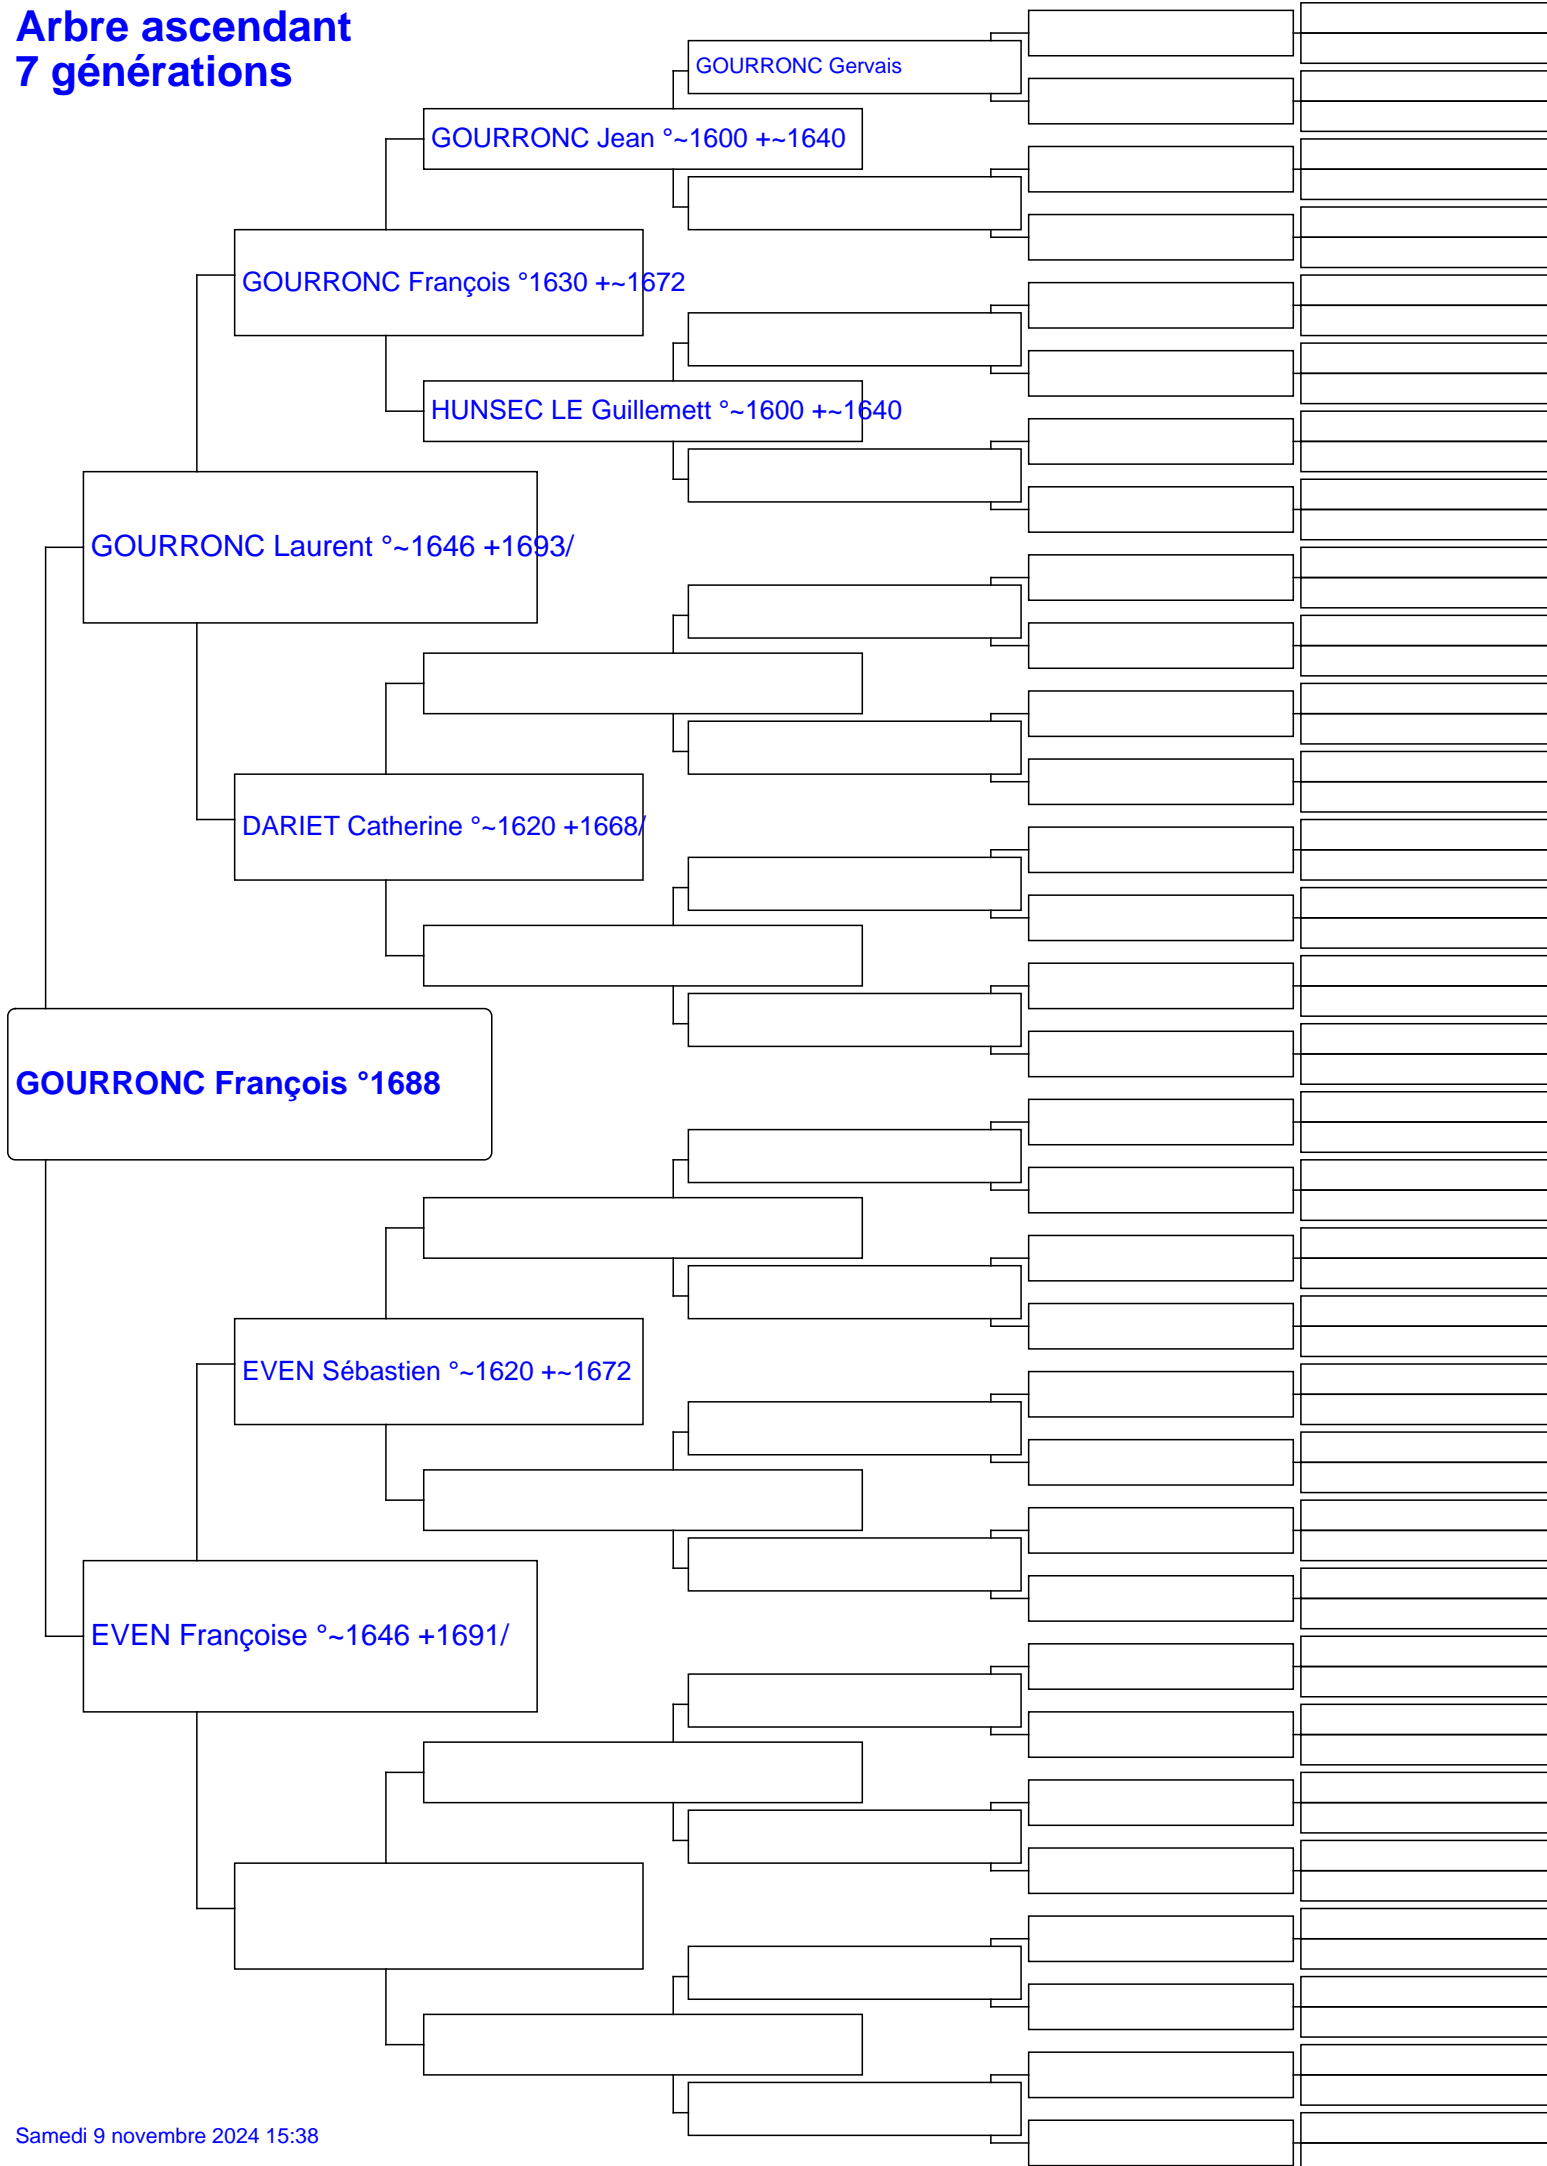 Arbre ascendant
7 générations
GOURRONC Gervais
GOURRONC Jean °~1600 +~1640
GOURRONC François °1630 +~1672
HUNSEC LE Guillemett °~1600 +~1640
GOURRONC Laurent °~1646 +1693/
DARIET Catherine °~1620 +1668/
GOURRONC François °1688
EVEN Sébastien °~1620 +~1672
EVEN Françoise °~1646 +1691/
Samedi 9 novembre 2024 15:38